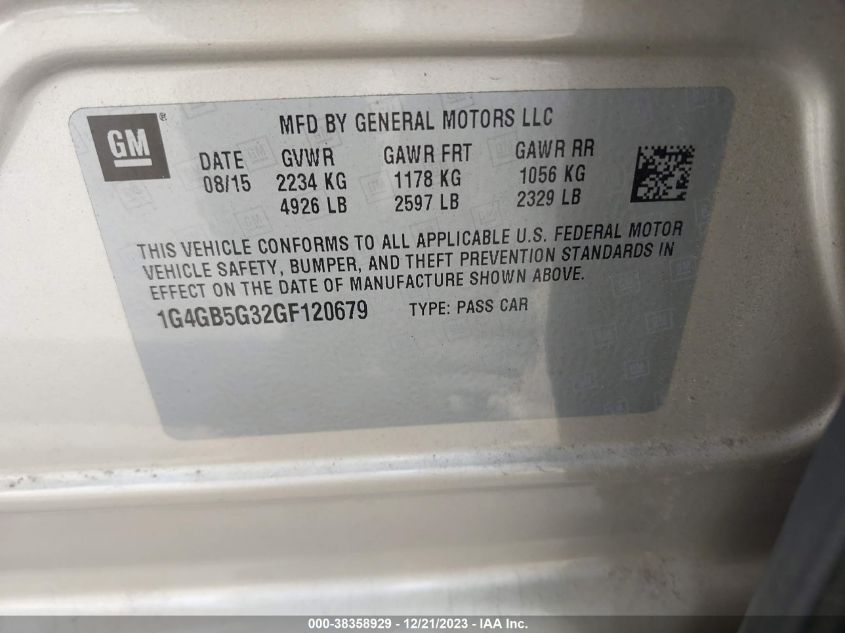 GM
MFD BY GENERAL MOTORS LLC
DATE GVWR GAWR FRT GAWR RR
08/15 2234 KG 1178 KG 1056 KG
4926 LB 2597 LB 2329 LB
THIS VEHICLE CONFORMS TO ALL APPLICABLE U.S. FEDERAL MOTOR
VEHICLE SAFETY, BUMPER, AND THEFT PREVENTION STANDARDS IN
EFFECT ON THE DATE OF MANUFACTURE SHOWN ABOVE.
1G4GB5G32GF120679 TYPE: PASS CAR
000-38358929 - 12/21/2023 - IAA Inc.